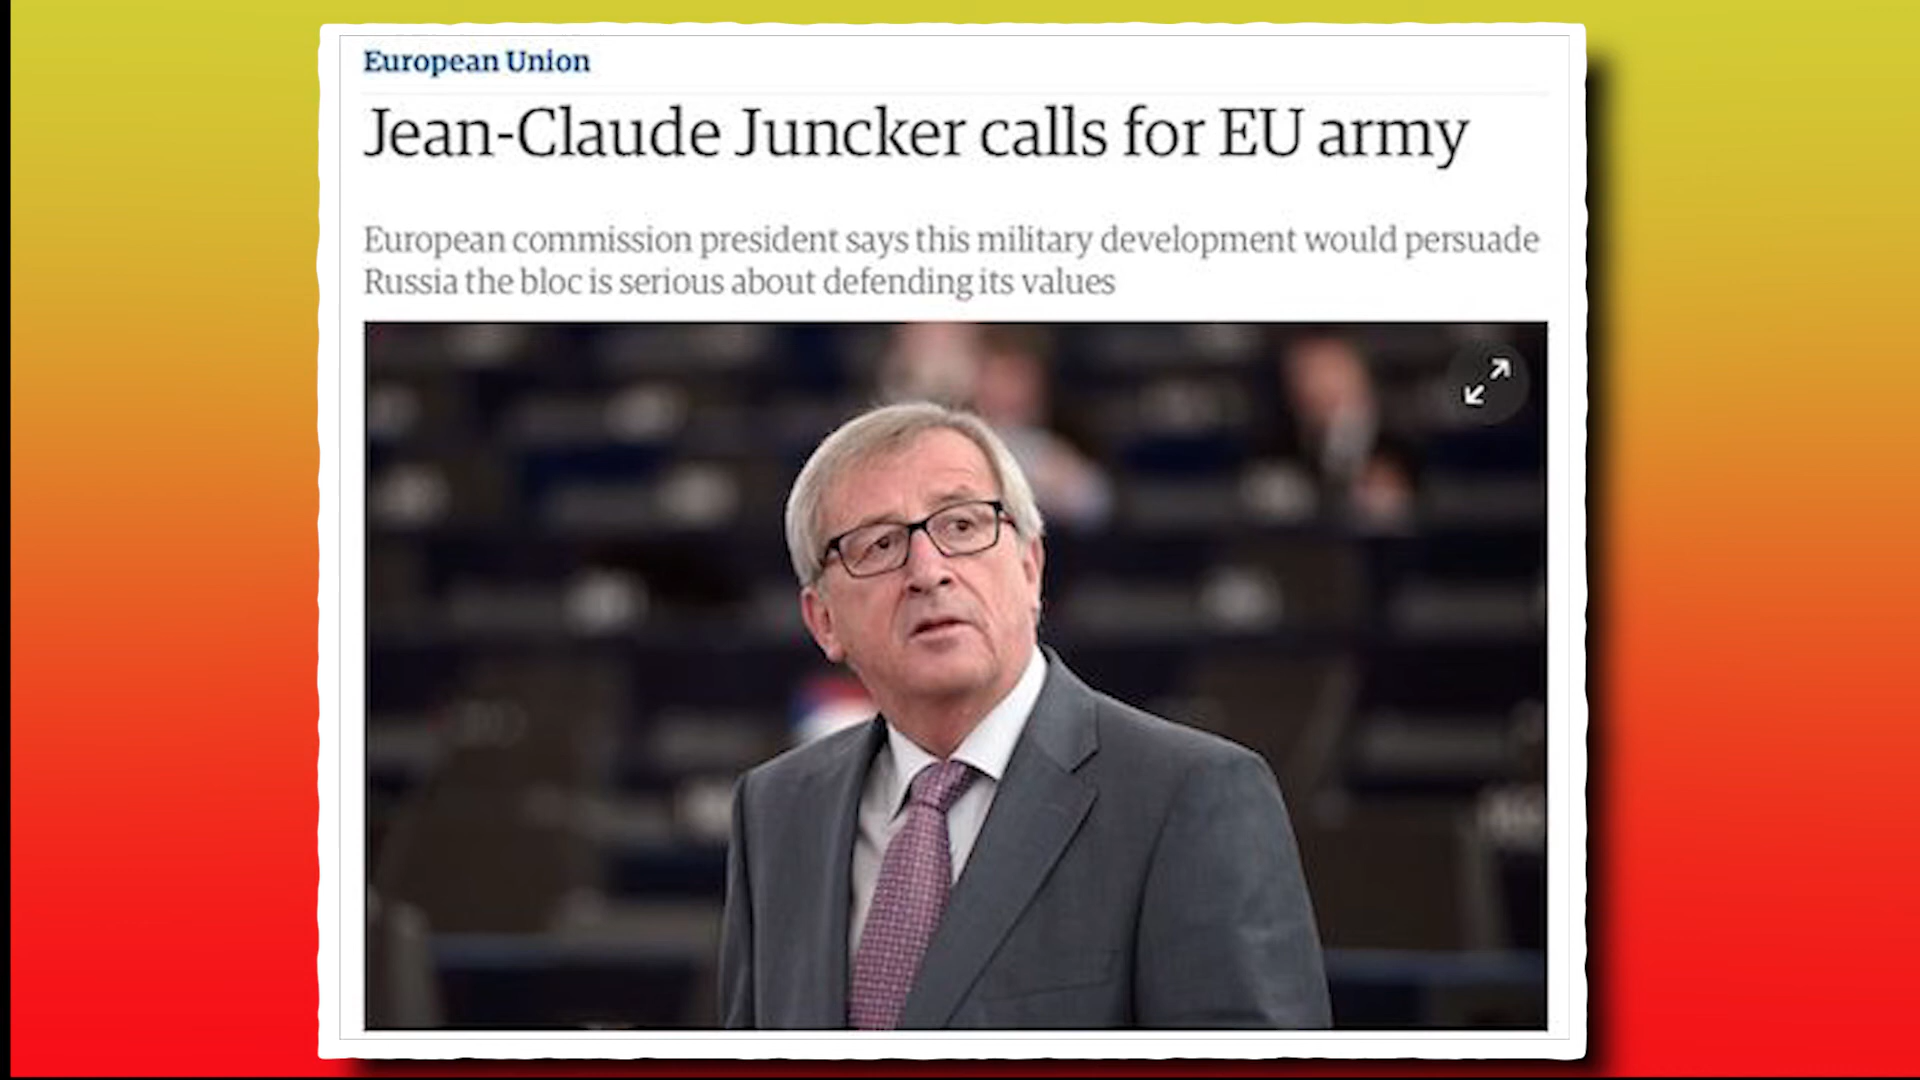 European Union
Jean-Claude Juncker calls for EU army
European commission president says this military development would persuade
Russia the bloc is serious about defending its values